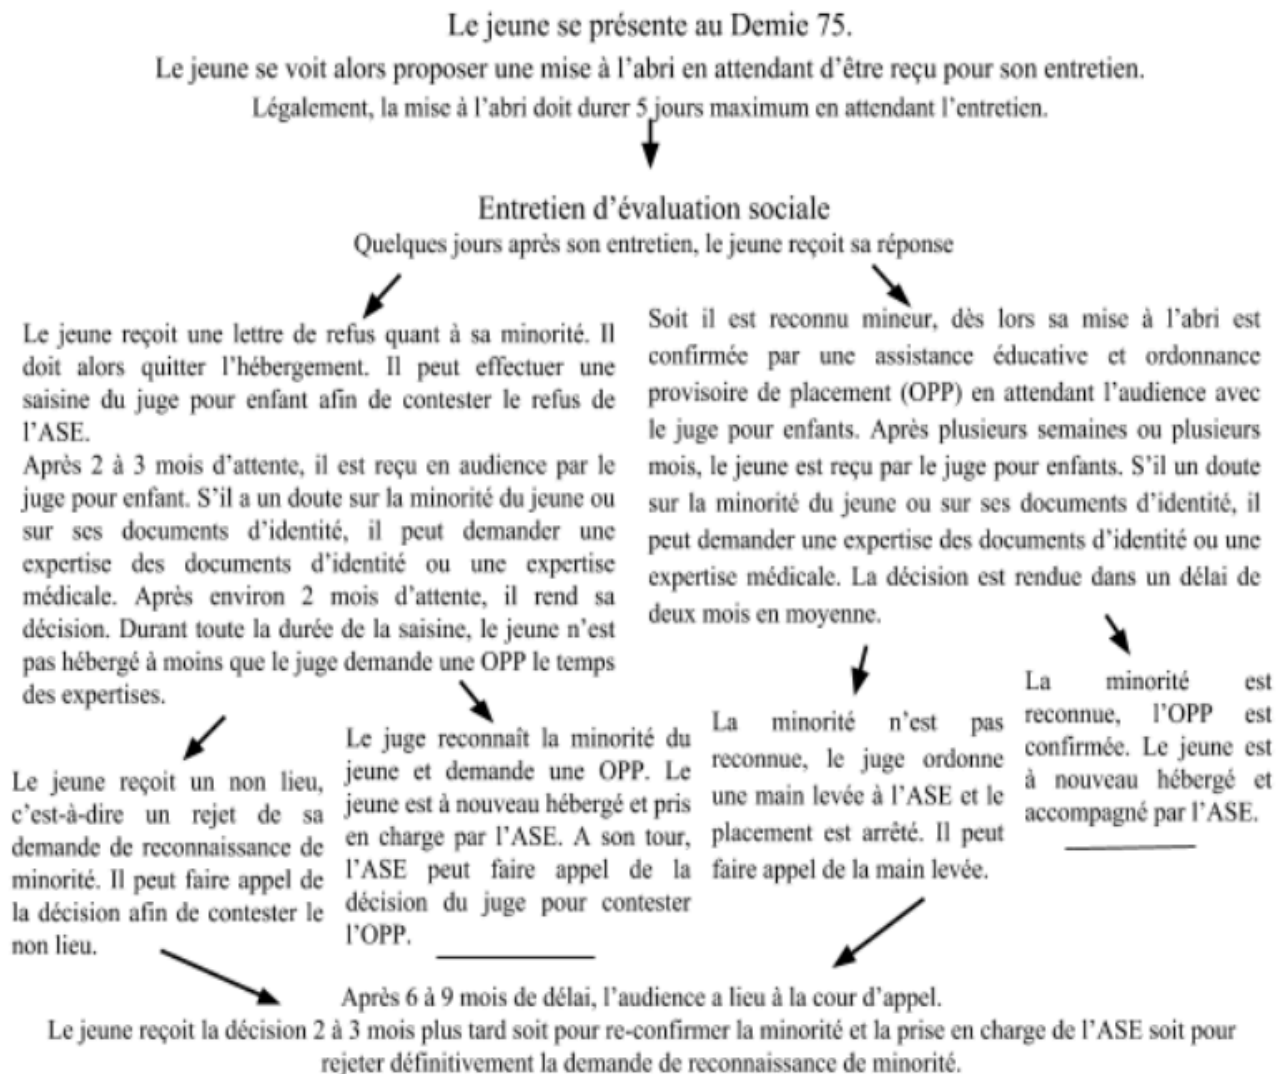 Le jeune se présente au Demie 75.
Le jeune se voit alors proposer une mise à l'abri en attendant d'être reçu pour son entretien.
Légalement, la mise à l'abri doit durer 5 jours maximum en attendant l'entretien.
Entretien d'évaluation sociale
Quelques jours après son entretien, le jeune reçoit sa réponse
Le jeune reçoit une lettre de refus quant à sa minorité. Il
doit alors quitter l'hébergement. Il peut effectuer une
saisine du juge pour enfant afin de contester le refus de
l'ASE.
Après 2 à 3 mois d'attente, il est reçu en audience par le
juge pour enfant. S'il a un doute sur la minorité du jeune ou
sur ses documents d'identité, il peut demander une
expertise des documents d'identité ou une expertise
médicale. Après environ 2 mois d'attente, il rend sa
décision. Durant toute la durée de la saisine, le jeune n'est
pas hébergé à moins que le juge demande une OPP le temps
des expertises.
Soit il est reconnu mineur, dès lors sa mise à l'abri est
confirmée par une assistance éducative et ordonnance
provisoire de placement (OPP) en attendant l'audience avec
le juge pour enfants. Après plusieurs semaines ou plusieurs
mois, le jeune est reçu par le juge pour enfants. S'il un doute
sur la minorité du jeune ou sur ses documents d'identité, il
peut demander une expertise des documents d'identité ou une
expertise médicale. La décision est rendue dans un délai de
deux mois en moyenne.
Le jeune reçoit un non lieu,
c'est-à-dire un rejet de sa
demande de reconnaissance de
minorité. Il peut faire appel de
la décision afin de contester le
non lieu.
Le juge reconnaît la minorité du
jeune et demande une OPP. Le
jeune est à nouveau hébergé et pris
en charge par l'ASE. A son tour,
l'ASE peut faire appel de la
décision du juge pour contester
l'OPP.
La minorité n'est pas
reconnue, le juge ordonne
une main levée à l'ASE et le
placement est arrêté. Il peut
faire appel de la main levée.
La minorité est
reconnue, l'OPP est
confirmée. Le jeune est
à nouveau hébergé et
accompagné par l'ASE.
Après 6 à 9 mois de délai, l'audience a lieu à la cour d'appel.
Le jeune reçoit la décision 2 à 3 mois plus tard soit pour re-confirmer la minorité et la prise en charge de l'ASE soit pour
rejeter définitivement la demande de reconnaissance de minorité.